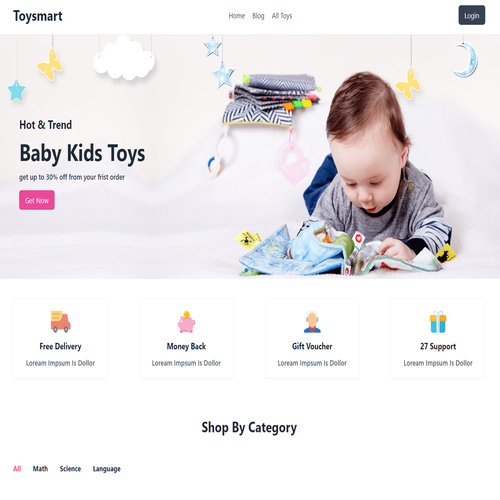 Toysmart
Home Blog All Toys
Login
Hot & Trend
Baby Kids Toys
get up to 30% off from your frist order
Get Now
Free Delivery
Loream Impsum Is Dollor
Money Back
Loream Impsum Is Dollor
Gift Voucher
Loream Impsum Is Dollor
27 Support
Loream Impsum Is Dollor
Shop By Category
All Math Science Language